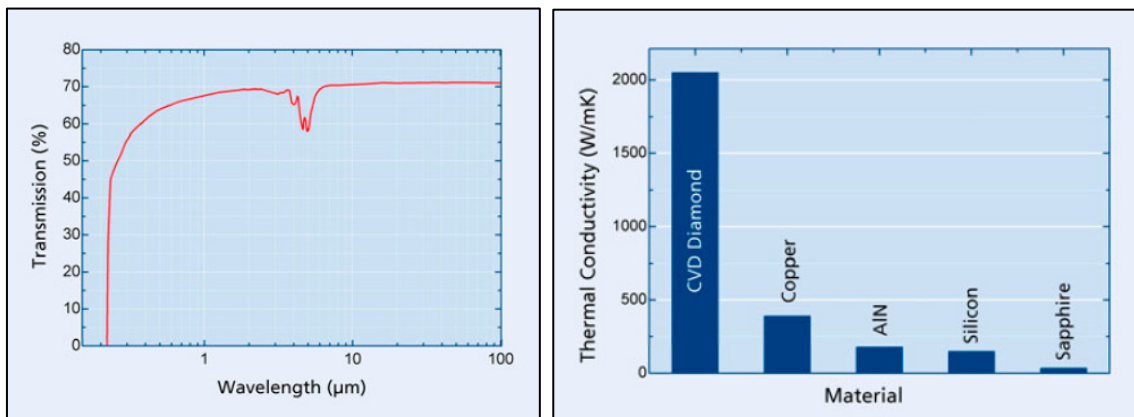 80
70
60
50
40
30
20
10
0
Transmission (%)
1
10
100
Wavelength (µm)
2000
1500
1000
500
0
Thermal Conductivity (W/mK)
CVD Diamond
Copper
AlN
Silicon
Sapphire
Material